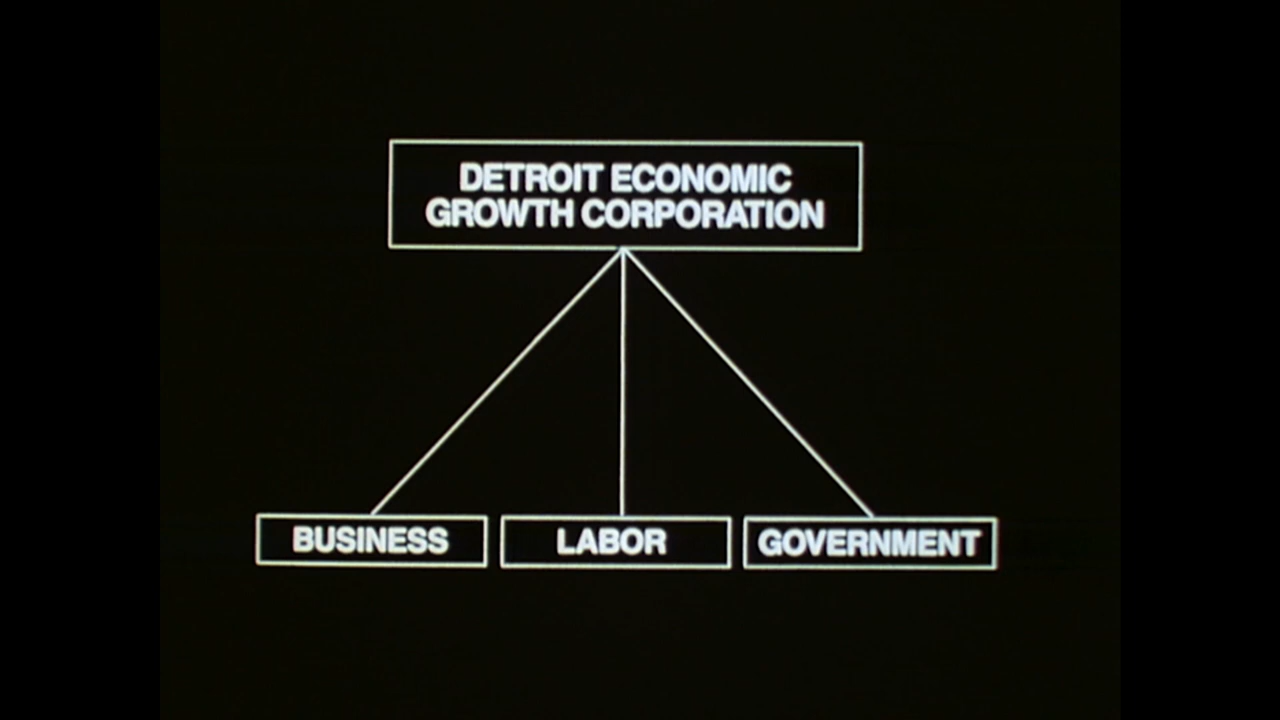 DETROIT ECONOMIC
GROWTH CORPORATION
BUSINESS
LABOR
GOVERNMENT